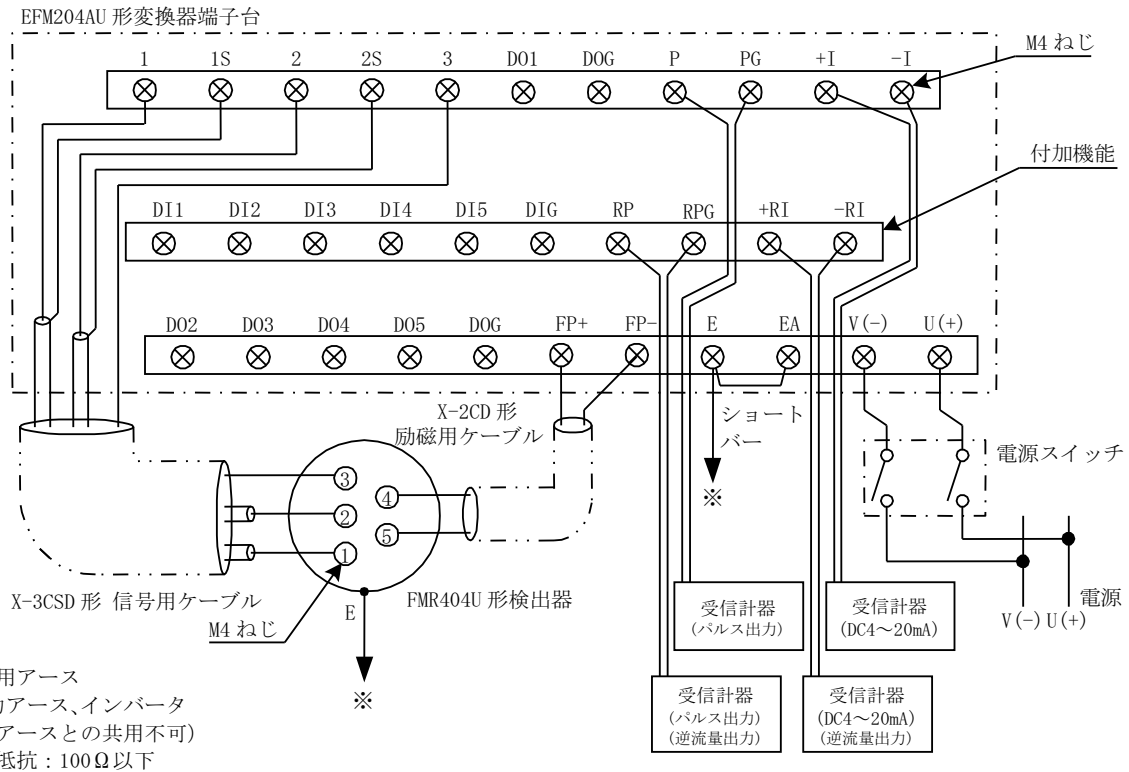 EFM204AU 形変換器端子台
1 1S 2 2S 3 DO1 DOG P PG +I -I
M4 ねじ
付加機能
DI1 DI2 DI3 DI4 DI5 DIG RP RPG +RI -RI
DO2 DO3 DO4 DO5 DOG FP+ FP- E EA V(-) U(+)
X-2CD 形
励磁用ケーブル
ショート
バー
電源スイッチ
※
3
4
2
5
1
X-3CSD 形 信号用ケーブル
M4 ねじ
E
FMR404U 形検出器
※
受信計器
(パルス出力)
受信計器
(DC4～20mA)
電源
V(-) U(+)
受信計器
(パルス出力)
(逆流量出力)
受信計器
(DC4～20mA)
(逆流量出力)
用アース
アース、インバータ
アースとの共用不可)
抵抗：100Ω以下